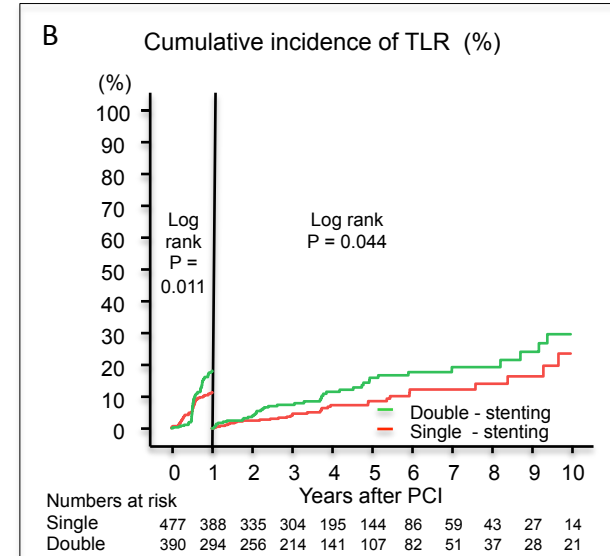 B
Cumulative incidence of TLR (%)
(%)
100
90
80
70
60
50
40
30
20
10
0
Log
rank
P =
0.011
Log rank
P = 0.044
Double - stenting
Single - stenting
0 1 2 3 4 5 6 7 8 9 10
Years after PCI
Numbers at risk
Single 477 388 335 304 195 144 86 59 43 27 14
Double 390 294 256 214 141 107 82 51 37 28 21